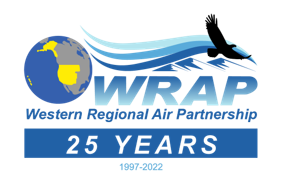 WRAP
Western Regional Air Partnership
25 YEARS
1997-2022